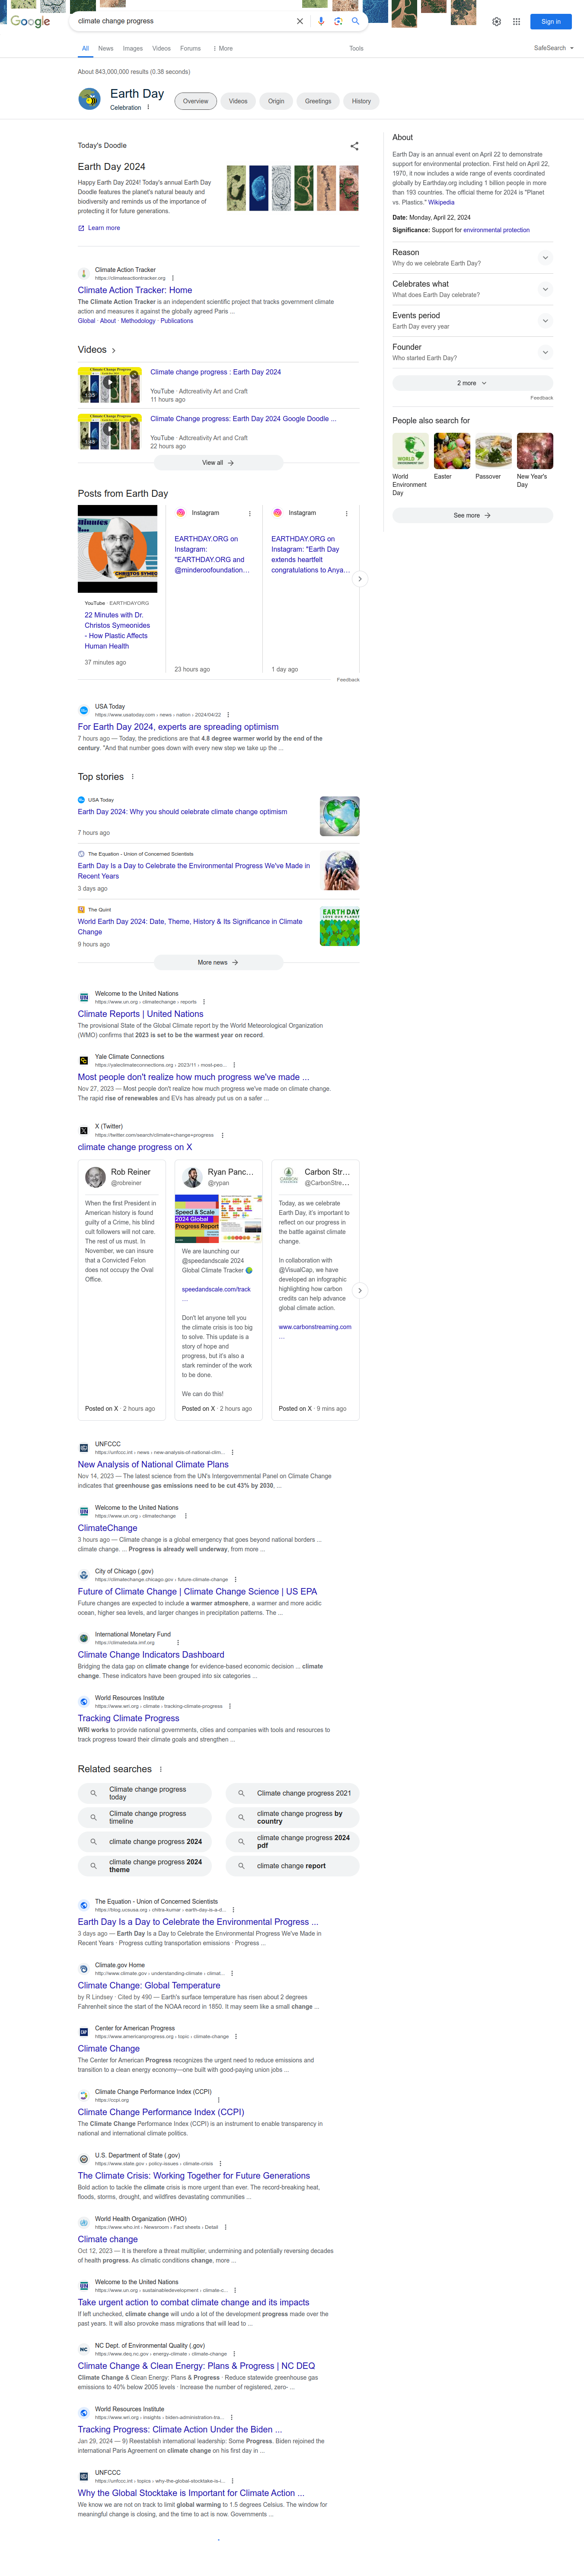 Google
climate change progress
Sign in
All News Images Videos Forums More Tools
SafeSearch
About 843,000,000 results (0.38 seconds)
Earth Day
Celebration
Overview Videos Origin Greetings History
Today's Doodle
Earth Day 2024
Happy Earth Day 2024! Today's annual Earth Day
Doodle features the planet's natural beauty and
biodiversity and reminds us of the importance of
protecting it for future generations.
Learn more
Climate Action Tracker
https://climateactiontracker.org
Climate Action Tracker: Home
The Climate Action Tracker is an independent scientific project that tracks government climate
action and measures it against the globally agreed Paris ...
Global · About · Methodology · Publications
Videos
Climate change progress : Earth Day 2024
YouTube · Adtcreativity Art and Craft
11 hours ago
Climate Change progress: Earth Day 2024 Google Doodle ...
YouTube · Adtcreativity Art and Craft
22 hours ago
View all
Posts from Earth Day
YouTube · EARTHDAYORG
22 Minutes with Dr.
Christos Symeonides
- How Plastic Affects
Human Health
37 minutes ago
Instagram
EARTHDAY.ORG on
Instagram:
"EARTHDAY.ORG and
@minderoofoundation...
23 hours ago
Instagram
EARTHDAY.ORG on
Instagram: "Earth Day
extends heartfelt
congratulations to Anya...
1 day ago
Feedback
USA Today
https://www.usatoday.com › news › nation › 2024/04/22
For Earth Day 2024, experts are spreading optimism
7 hours ago — Today, the predictions are that 4.8 degree warmer world by the end of the
century. "And that number goes down with every new step we take up the ...
Top stories
USA Today
Earth Day 2024: Why you should celebrate climate change optimism
7 hours ago
The Equation - Union of Concerned Scientists
Earth Day Is a Day to Celebrate the Environmental Progress We've Made in
Recent Years
3 days ago
The Quint
World Earth Day 2024: Date, Theme, History & Its Significance in Climate
Change
9 hours ago
EARTH DAY
More news
Welcome to the United Nations
https://www.un.org › climatechange › reports
Climate Reports | United Nations
The provisional State of the Global Climate report by the World Meteorological Organization
(WMO) confirms that 2023 is set to be the warmest year on record.
Yale Climate Connections
https://yaleclimateconnections.org › 2023/11 › most-peo...
Most people don't realize how much progress we've made ...
Nov 27, 2023 — Most people don't realize how much progress we've made on climate change.
The rapid rise of renewables and EVs has already put us on a safer ...
X (Twitter)
https://twitter.com/search/climate+change+progress
climate change progress on X
Rob Reiner
@robreiner
When the first President in
American history is found
guilty of a Crime, his blind
cult followers will not care.
The rest of us must. In
November, we can insure
that a Convicted Felon
does not occupy the Oval
Office.
Posted on X · 2 hours ago
Ryan Panc...
@rypan
Speed & Scale
2024 Global
Progress Report
We are launching our
@speedandscale 2024
Global Climate Tracker
speedandscale.com/track
...
Don't let anyone tell you
the climate crisis is too big
to solve. This update is a
story of hope and
progress, but it's also a
stark reminder of the work
to be done.
We can do this!
Posted on X · 2 hours ago
Carbon Str...
@CarbonStre...
Today, as we celebrate
Earth Day, it's important to
reflect on our progress in
the battle against climate
change.
In collaboration with
@VisualCap, we have
developed an infographic
highlighting how carbon
credits can help advance
global climate action.
www.carbonstreaming.com
...
Posted on X · 9 mins ago
UNFCCC
https://unfccc.int › news › new-analysis-of-national-clim...
New Analysis of National Climate Plans
Nov 14, 2023 — The latest science from the UN's Intergovernmental Panel on Climate Change
indicates that greenhouse gas emissions need to be cut 43% by 2030, ...
Welcome to the United Nations
https://www.un.org › climatechange
ClimateChange
3 hours ago — Climate change is a global emergency that goes beyond national borders ...
climate change. ... Progress is already well underway, from more ...
City of Chicago (.gov)
https://climatechange.chicago.gov › future-climate-change
Future of Climate Change | Climate Change Science | US EPA
Future changes are expected to include a warmer atmosphere, a warmer and more acidic
ocean, higher sea levels, and larger changes in precipitation patterns. The ...
International Monetary Fund
https://climatedata.imf.org
Climate Change Indicators Dashboard
Bridging the data gap on climate change for evidence-based economic decision ... climate
change. These indicators have been grouped into six categories ...
World Resources Institute
https://www.wri.org › climate › tracking-climate-progress
Tracking Climate Progress
WRI works to provide national governments, cities and companies with tools and resources to
track progress toward their climate goals and strengthen ...
Related searches
Climate change progress
today
Climate change progress 2021
Climate change progress
timeline
climate change progress by
country
climate change progress 2024
climate change progress 2024
pdf
climate change progress 2024
theme
climate change report
The Equation - Union of Concerned Scientists
https://blog.ucsusa.org › chitra-kumar › earth-day-is-a-d...
Earth Day Is a Day to Celebrate the Environmental Progress ...
3 days ago — Earth Day Is a Day to Celebrate the Environmental Progress We've Made in
Recent Years · Progress cutting transportation emissions · Progress ...
Climate.gov Home
http://www.climate.gov › understanding-climate › climat...
Climate Change: Global Temperature
by R Lindsey · Cited by 490 — Earth's surface temperature has risen about 2 degrees
Fahrenheit since the start of the NOAA record in 1850. It may seem like a small change ...
Center for American Progress
https://www.americanprogress.org › topic › climate-change
Climate Change
The Center for American Progress recognizes the urgent need to reduce emissions and
transition to a clean energy economy—one built with good-paying union jobs ...
Climate Change Performance Index (CCPI)
https://ccpi.org
Climate Change Performance Index (CCPI)
The Climate Change Performance Index (CCPI) is an instrument to enable transparency in
national and international climate politics.
U.S. Department of State (.gov)
https://www.state.gov › policy-issues › climate-crisis
The Climate Crisis: Working Together for Future Generations
Bold action to tackle the climate crisis is more urgent than ever. The record-breaking heat,
floods, storms, drought, and wildfires devastating communities ...
World Health Organization (WHO)
https://www.who.int › Newsroom › Fact sheets › Detail
Climate change
Oct 12, 2023 — It is therefore a threat multiplier, undermining and potentially reversing decades
of health progress. As climatic conditions change, more ...
Welcome to the United Nations
https://www.un.org › sustainabledevelopment › climate-c...
Take urgent action to combat climate change and its impacts
If left unchecked, climate change will undo a lot of the development progress made over the
past years. It will also provoke mass migrations that will lead to ...
NC Dept. of Environmental Quality (.gov)
https://www.deq.nc.gov › energy-climate › climate-change
Climate Change & Clean Energy: Plans & Progress | NC DEQ
Climate Change & Clean Energy: Plans & Progress · Reduce statewide greenhouse gas
emissions to 40% below 2005 levels · Increase the number of registered, zero- ...
World Resources Institute
https://www.wri.org › insights › biden-administration-tra...
Tracking Progress: Climate Action Under the Biden ...
Jan 29, 2024 — 9) Reestablish international leadership: Some Progress. Biden rejoined the
international Paris Agreement on climate change on his first day in ...
UNFCCC
https://unfccc.int › topics › why-the-global-stocktake-is-i...
Why the Global Stocktake is Important for Climate Action ...
We know we are not on track to limit global warming to 1.5 degrees Celsius. The window for
meaningful change is closing, and the time to act is now. Governments ...
About
Earth Day is an annual event on April 22 to demonstrate
support for environmental protection. First held on April 22,
1970, it now includes a wide range of events coordinated
globally by Earthday.org including 1 billion people in more
than 193 countries. The official theme for 2024 is "Planet
vs. Plastics." Wikipedia
Date: Monday, April 22, 2024
Significance: Support for environmental protection
Reason
Why do we celebrate Earth Day?
Celebrates what
What does Earth Day celebrate?
Events period
Earth Day every year
Founder
Who started Earth Day?
2 more
Feedback
People also search for
World
Environment
Day
Easter
Passover
New Year's
Day
See more